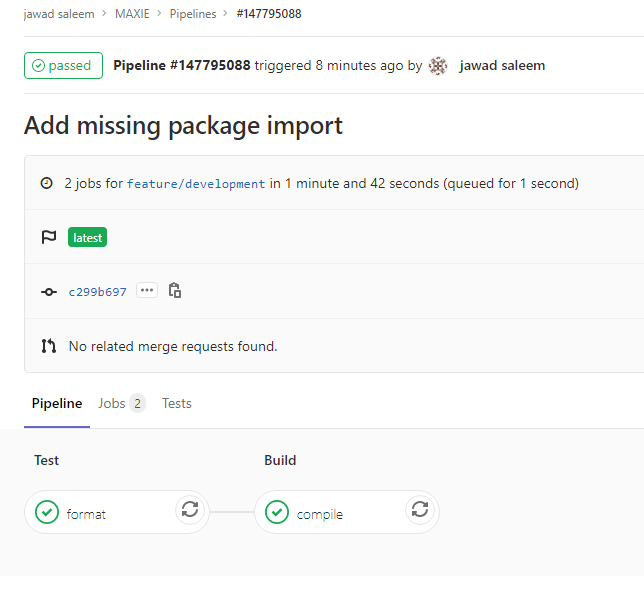 jawad saleem > MAXIE > Pipelines > #147795088
passed Pipeline #147795088 triggered 8 minutes ago by jawad saleem
Add missing package import
2 jobs for feature/development in 1 minute and 42 seconds (queued for 1 second)
latest
c299b697 ...
No related merge requests found.
Pipeline Jobs 2 Tests
Test Build
format compile